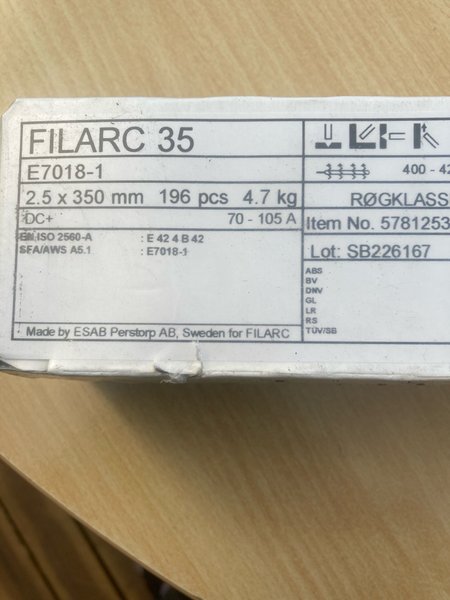 FILARC 35
E7018-1
2.5 x 350 mm 196 pcs 4.7 kg
DC+ 70 - 105 A
EN ISO 2560-A : E 42 4 B 42
SFA/AWS A5.1 : E7018-1
Made by ESAB Perstorp AB, Sweden for FILARC
400 - 42
RØGKLASS
Item No. 5781253
Lot: SB226167
ABS
BV
DNV
GL
LR
RS
TÜV/SB